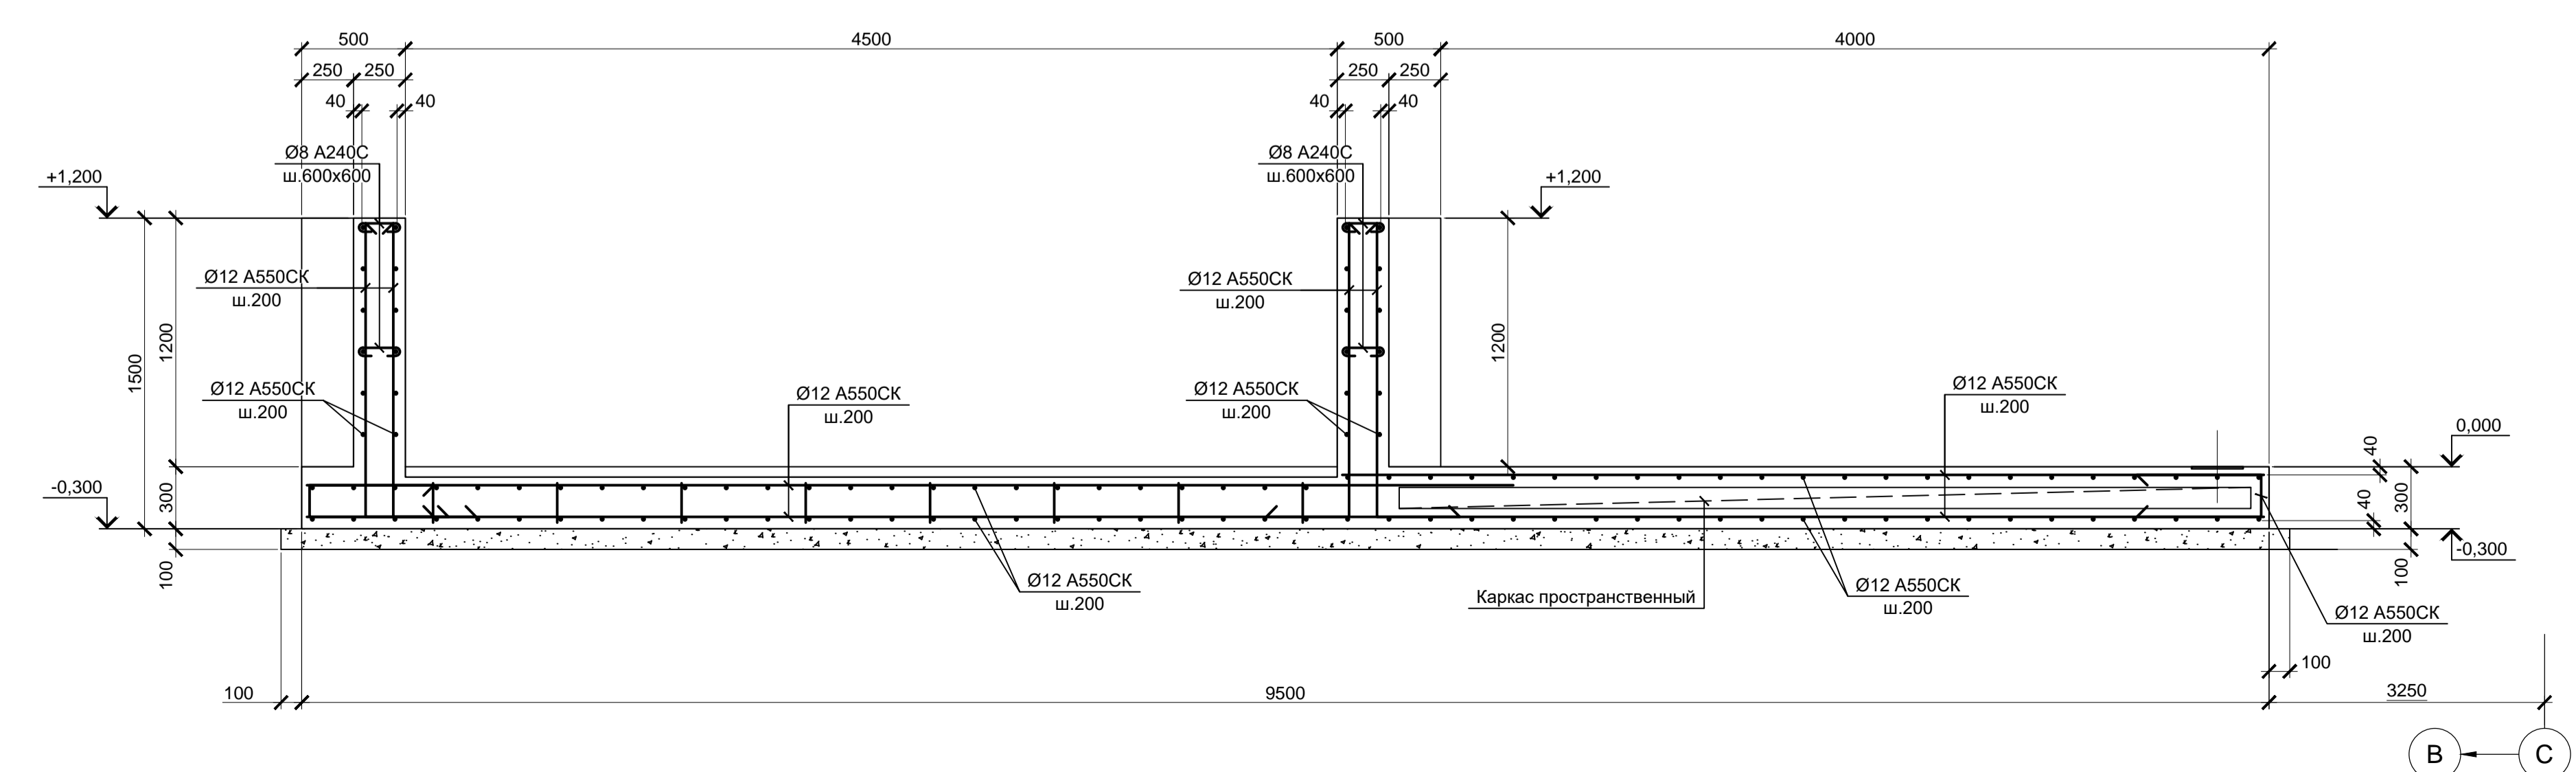 500 4500 500 4000
250 250 250 250
40 40 40 40
Ø8 А240С Ø8 А240С
ш.600x600 ш.600x600
+1,200 +1,200
Ø12 А550СК Ø12 А550СК
ш.200 ш.200
1500 1200 1200
Ø12 А550СК Ø12 А550СК Ø12 А550СК Ø12 А550СК
ш.200 ш.200 ш.200 ш.200
0,000
40
-0,300 300 40 300
-0,300
100 100
Ø12 А550СК Ø12 А550СК
ш.200 ш.200
Каркас пространственный
Ø12 А550СК
ш.200
100
100 9500 3250
В С